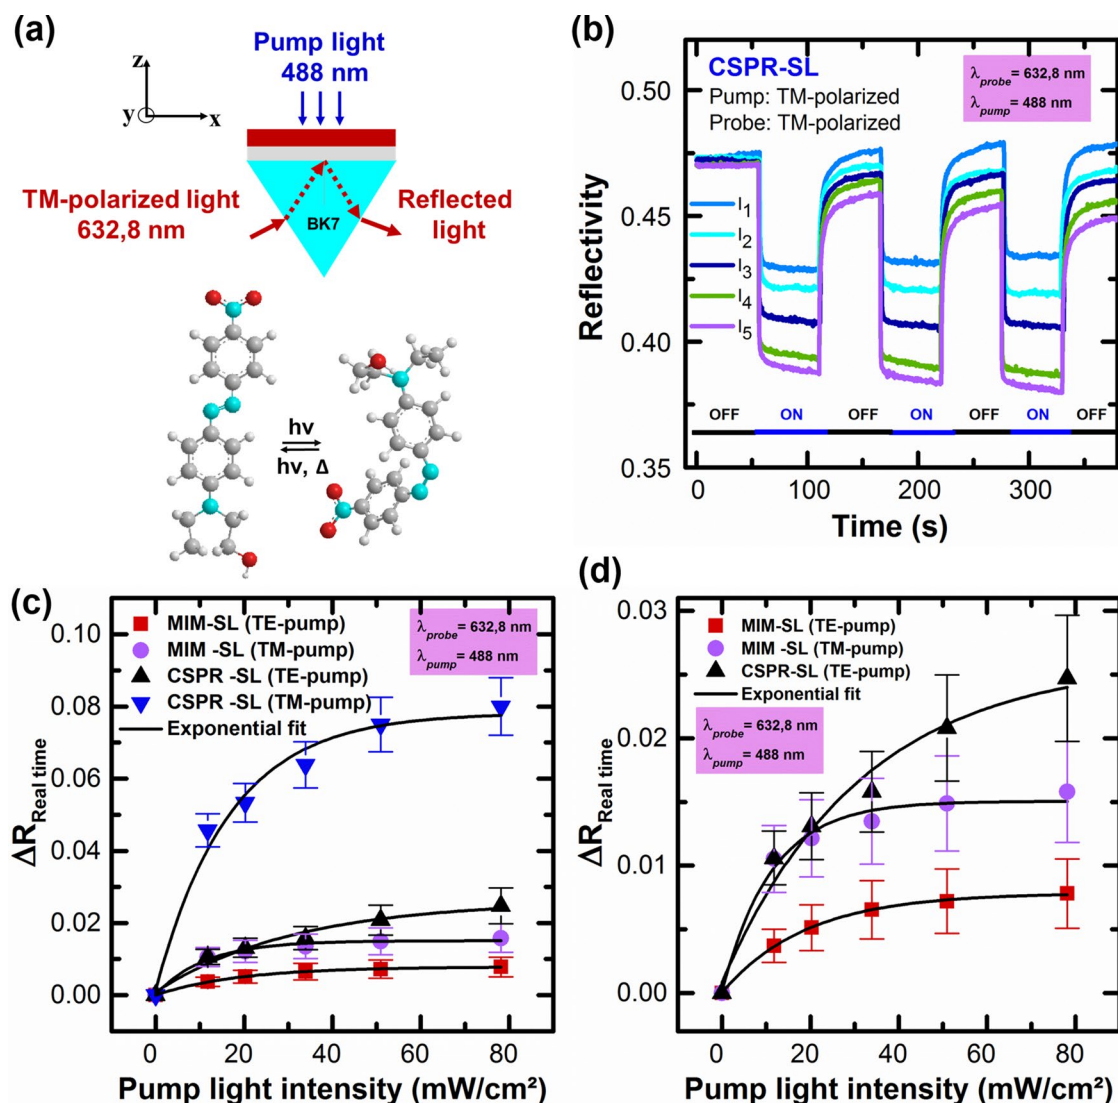 (a)
Pump light
488 nm
z
y
x
TM-polarized light
632,8 nm
BK7
Reflected
light
hν
hν, Δ
(b)
CSPR-SL
Pump: TM-polarized
Probe: TM-polarized
λprobe = 632,8 nm
λpump = 488 nm
I1
I2
I3
I4
I5
OFF ON OFF ON OFF ON OFF
0.50
0.45
0.40
0.35
Reflectivity
0 100 200 300
Time (s)
(c)
MIM-SL (TE-pump)
MIM -SL (TM-pump)
CSPR -SL (TE-pump)
CSPR -SL (TM-pump)
Exponential fit
λprobe = 632,8 nm
λpump = 488 nm
0.10
0.08
0.06
0.04
0.02
0.00
ΔRReal time
0 20 40 60 80
Pump light intensity (mW/cm²)
(d)
MIM-SL (TE-pump)
MIM -SL (TM-pump)
CSPR-SL (TE-pump)
Exponential fit
λprobe = 632,8 nm
λpump = 488 nm
0.03
0.02
0.01
0.00
ΔRReal time
0 20 40 60 80
Pump light intensity (mW/cm²)